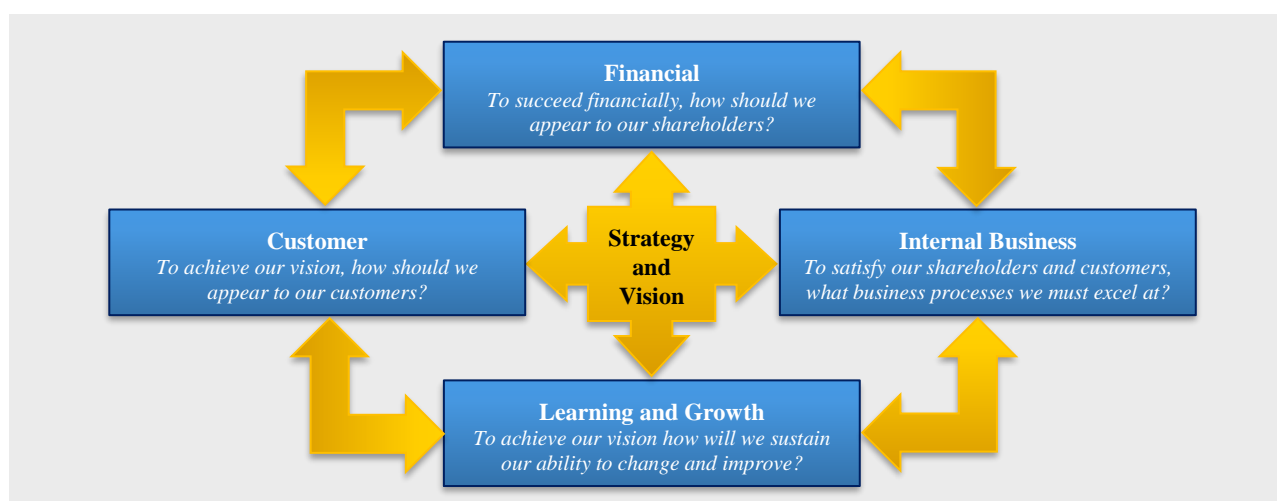 Financial
To succeed financially, how should we
appear to our shareholders?
Customer
To achieve our vision, how should we
appear to our customers?
Strategy
and
Vision
Internal Business
To satisfy our shareholders and customers,
what business processes we must excel at?
Learning and Growth
To achieve our vision how will we sustain
our ability to change and improve?